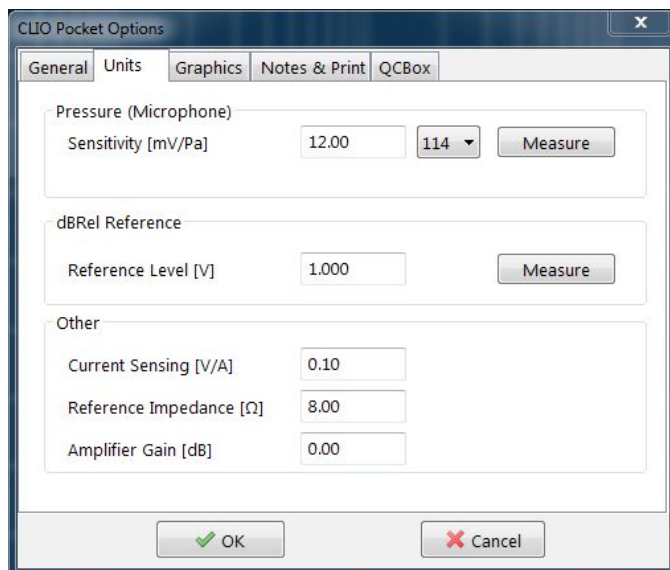 CLIO Pocket Options x
General Units Graphics Notes & Print QCBox
Pressure (Microphone)
Sensitivity [mV/Pa] 12.00 114 Measure
dBRel Reference
Reference Level [V] 1.000 Measure
Other
Current Sensing [V/A] 0.10
Reference Impedance [Ω] 8.00
Amplifier Gain [dB] 0.00
OK Cancel